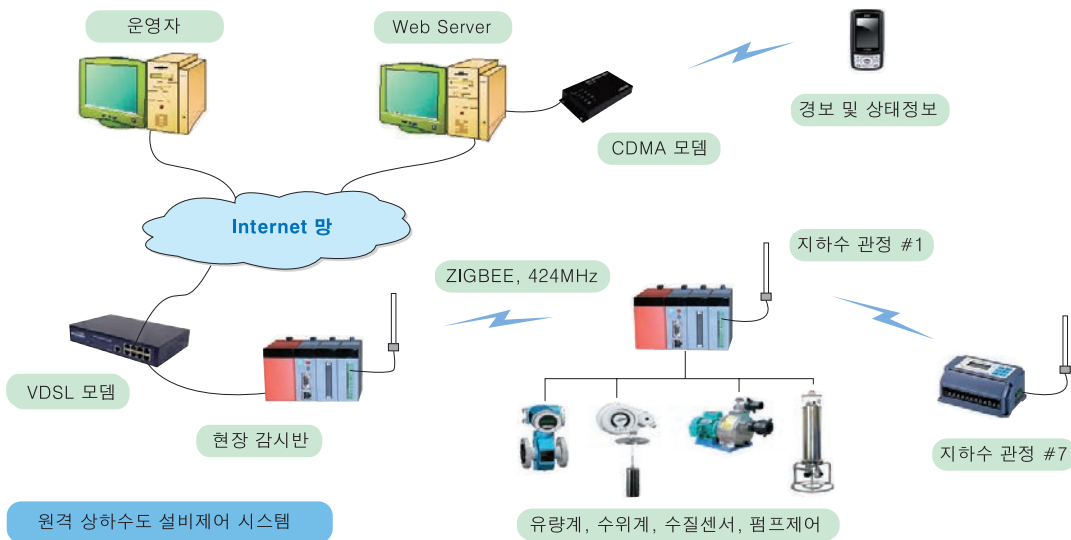 운영자
Web Server
CDMA 모뎀
경보 및 상태정보
Internet 망
지하수 관정 #1
ZIGBEE, 424MHz
VDSL 모뎀
현장 감시반
지하수 관정 #7
원격 상하수도 설비제어 시스템
유량계, 수위계, 수질센서, 펌프제어